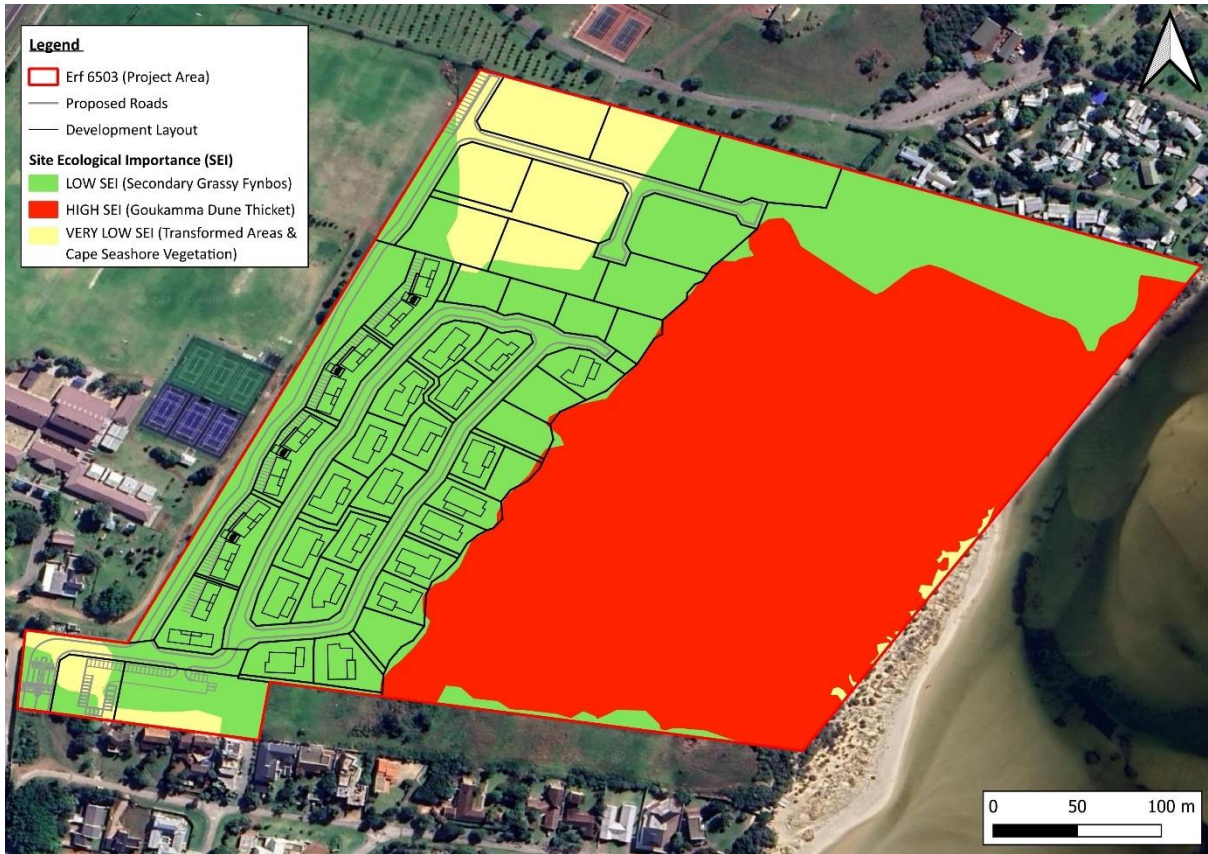 Legend
Erf 6503 (Project Area)
Proposed Roads
Development Layout
Site Ecological Importance (SEI)
LOW SEI (Secondary Grassy Fynbos)
HIGH SEI (Goukamma Dune Thicket)
VERY LOW SEI (Transformed Areas &
Cape Seashore Vegetation)
0 50 100 m